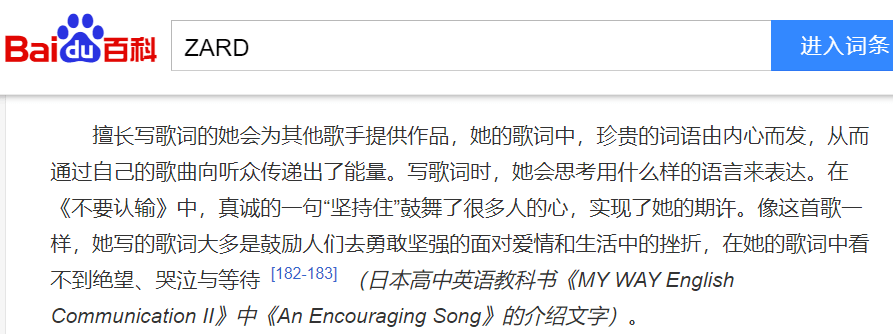 Bai du 百科
ZARD
进入词条
擅长写歌词的她会为其他歌手提供作品，她的歌词中，珍贵的词语由内心而发，从而
通过自己的歌曲向听众传递出了能量。写歌词时，她会思考用什么样的语言来表达。在
《不要认输》中，真诚的一句“坚持住”鼓舞了很多人的心，实现了她的期许。像这首歌一
样，她写的歌词大多是鼓励人们去勇敢坚强的面对爱情和生活中的挫折，在她的歌词中看
不到绝望、哭泣与等待 [182-183] （日本高中英语教科书《MY WAY English
Communication II》中《An Encouraging Song》的介绍文字）。